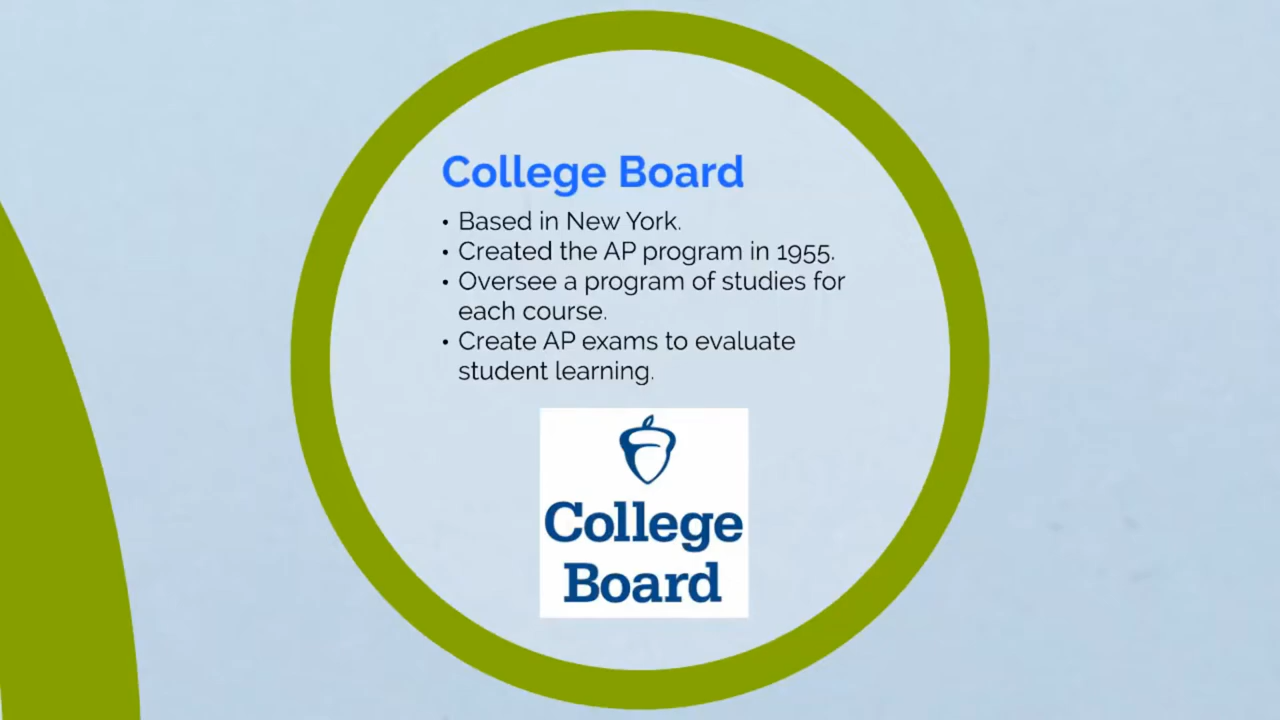 College Board
• Based in New York.
• Created the AP program in 1955.
• Oversee a program of studies for
each course.
• Create AP exams to evaluate
student learning.
College
Board